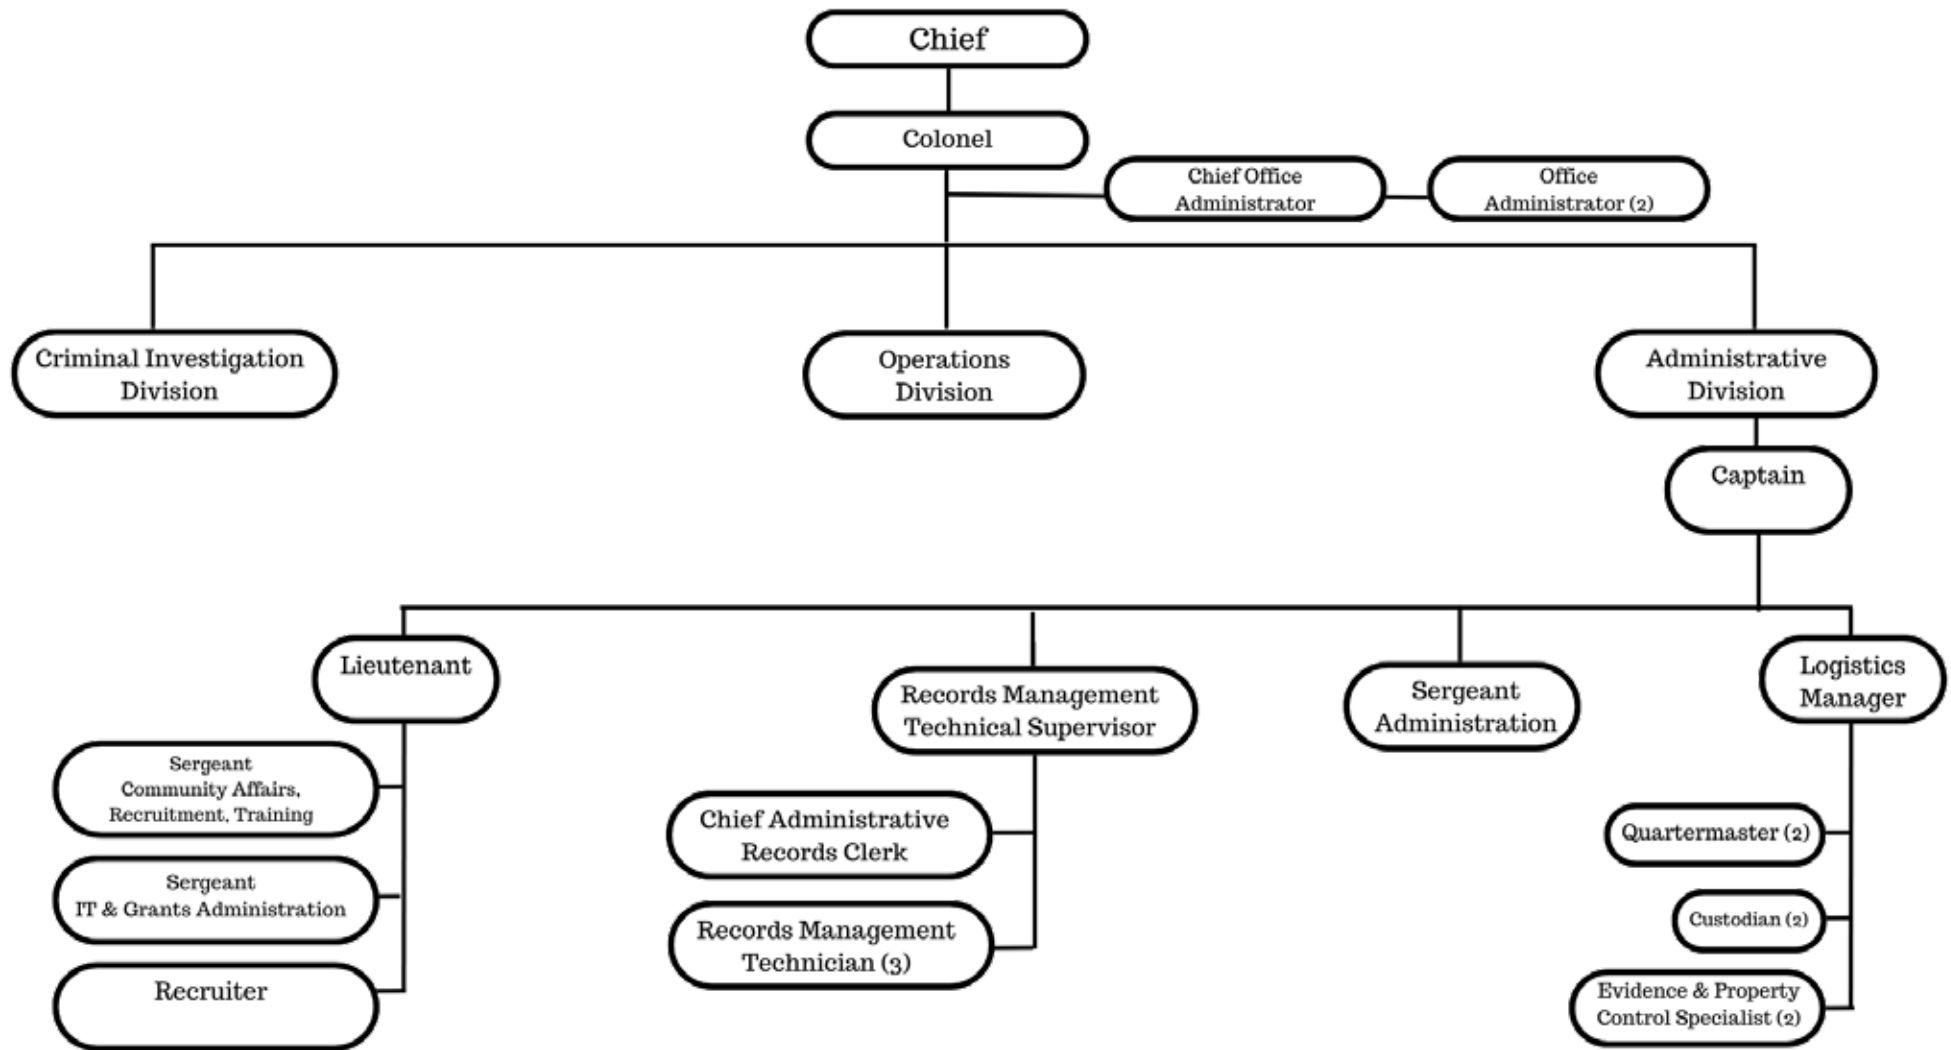 Chief
Colonel
Chief Office
Administrator
Office
Administrator (2)
Criminal Investigation
Division
Operations
Division
Administrative
Division
Captain
Lieutenant
Records Management
Technical Supervisor
Sergeant
Administration
Logistics
Manager
Sergeant
Community Affairs,
Recruitment, Training
Sergeant
IT & Grants Administration
Recruiter
Chief Administrative
Records Clerk
Records Management
Technician (3)
Quartermaster (2)
Custodian (2)
Evidence & Property
Control Specialist (2)